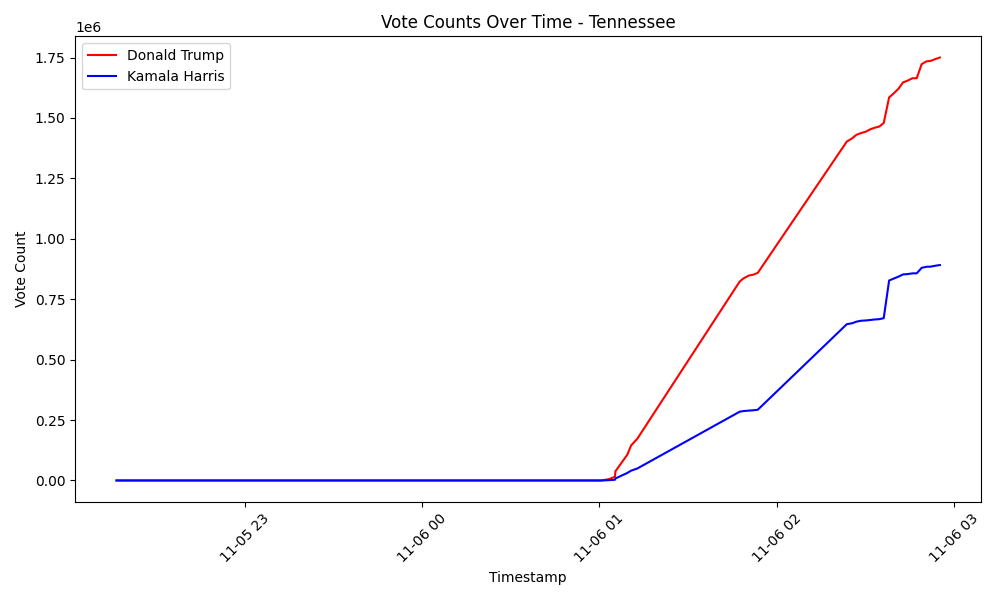 Vote Counts Over Time - Tennessee
1e6
Donald Trump
Kamala Harris
1.75
1.50
1.25
1.00
0.75
0.50
0.25
0.00
Vote Count
11-05 23
11-06 00
11-06 01
11-06 02
11-06 03
Timestamp